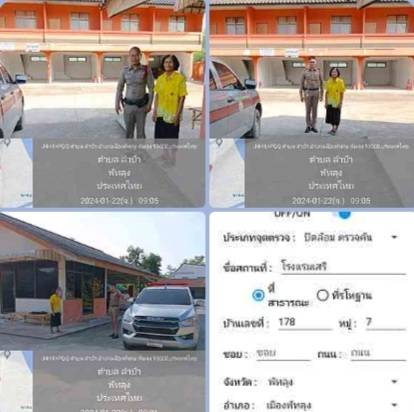 ตำบล ลำปำ
พัทลุง
ประเทศไทย
2024-01-22(จ.) 09:05
ตำบล ลำปำ
พัทลุง
ประเทศไทย
2024-01-22(จ.) 09:05
ตำบล ลำปำ
พัทลุง
ประเทศไทย
OFF/ON
ประเภทจุดตรวจ : ปิดล้อม ตรวจค้น
ชื่อสถานที่ : โรงแรมเสรี
ที่สาธารณะ ที่รโหฐาน
บ้านเลขที่ : 178 หมู่ : 7
ซอย : ซอย ถนน : ถนน
จังหวัด : พัทลุง
อำเภอ : เมืองพัทลุง